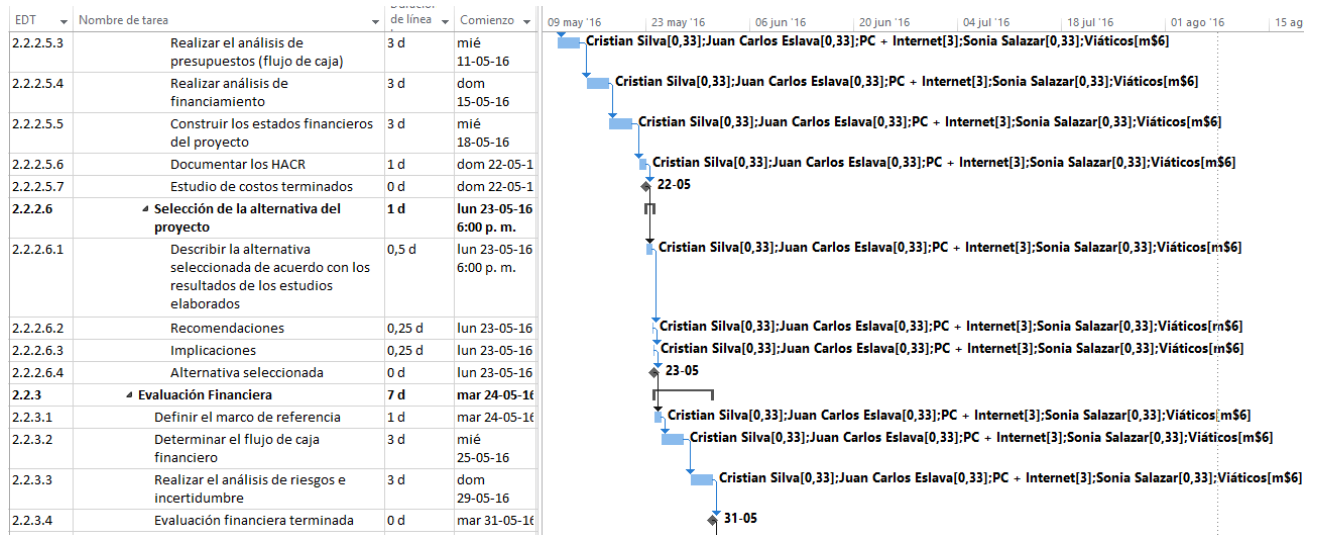 EDT Nombre de tarea de línea Comienzo 09 may '16 23 may '16 06 jun '16 20 jun '16 04 jul '16 18 jul '16 01 ago '16 15 ag
2.2.2.5.3 Realizar el análisis de 3 d mié Cristian Silva[0,33];Juan Carlos Eslava[0,33];PC + Internet[3];Sonia Salazar[0,33];Viáticos[m$6]
presupuestos (flujo de caja) 11-05-16
2.2.2.5.4 Realizar análisis de 3 d dom Cristian Silva[0,33];Juan Carlos Eslava[0,33];PC + Internet[3];Sonia Salazar[0,33];Viáticos[m$6]
financiamiento 15-05-16
2.2.2.5.5 Construir los estados financieros 3 d mié Cristian Silva[0,33];Juan Carlos Eslava[0,33];PC + Internet[3];Sonia Salazar[0,33];Viáticos[m$6]
del proyecto 18-05-16
2.2.2.5.6 Documentar los HACR 1 d dom 22-05-1 Cristian Silva[0,33];Juan Carlos Eslava[0,33];PC + Internet[3];Sonia Salazar[0,33];Viáticos[m$6]
2.2.2.5.7 Estudio de costos terminados 0 d dom 22-05-1 22-05
2.2.2.6 Selección de la alternativa del 1 d lun 23-05-16
proyecto 6:00 p. m.
2.2.2.6.1 Describir la alternativa 0,5 d lun 23-05-16 Cristian Silva[0,33];Juan Carlos Eslava[0,33];PC + Internet[3];Sonia Salazar[0,33];Viáticos[m$6]
seleccionada de acuerdo con los 6:00 p. m.
resultados de los estudios
elaborados
2.2.2.6.2 Recomendaciones 0,25 d lun 23-05-16 Cristian Silva[0,33];Juan Carlos Eslava[0,33];PC + Internet[3];Sonia Salazar[0,33];Viáticos[m$6]
2.2.2.6.3 Implicaciones 0,25 d lun 23-05-16 Cristian Silva[0,33];Juan Carlos Eslava[0,33];PC + Internet[3];Sonia Salazar[0,33];Viáticos[m$6]
2.2.2.6.4 Alternativa seleccionada 0 d lun 23-05-16 23-05
2.2.3 Evaluación Financiera 7 d mar 24-05-16
2.2.3.1 Definir el marco de referencia 1 d mar 24-05-16 Cristian Silva[0,33];Juan Carlos Eslava[0,33];PC + Internet[3];Sonia Salazar[0,33];Viáticos[m$6]
2.2.3.2 Determinar el flujo de caja 3 d mié Cristian Silva[0,33];Juan Carlos Eslava[0,33];PC + Internet[3];Sonia Salazar[0,33];Viáticos[m$6]
financiero 25-05-16
2.2.3.3 Realizar el análisis de riesgos e 3 d dom Cristian Silva[0,33];Juan Carlos Eslava[0,33];PC + Internet[3];Sonia Salazar[0,33];Viáticos[m$6]
incertidumbre 29-05-16
2.2.3.4 Evaluación financiera terminada 0 d mar 31-05-16 31-05